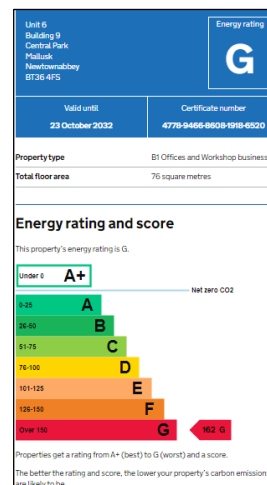 Unit 6
Building 9
Central Park
Mallusk
Newtownabbey
BT36 4FS
Energy rating
G
Valid until
23 October 2032
Certificate number
4778-9466-8608-1918-6520
Property type
B1 Offices and Workshop business
Total floor area
76 square metres
Energy rating and score
This property's energy rating is G.
Under 0 A+
Net zero CO2
0-25 A
26-50 B
51-75 C
76-100 D
101-125 E
126-150 F
Over 150 G
162 G
Properties get a rating from A+ (best) to G (worst) and a score.
The better the rating and score, the lower your property's carbon emission
are likely to be